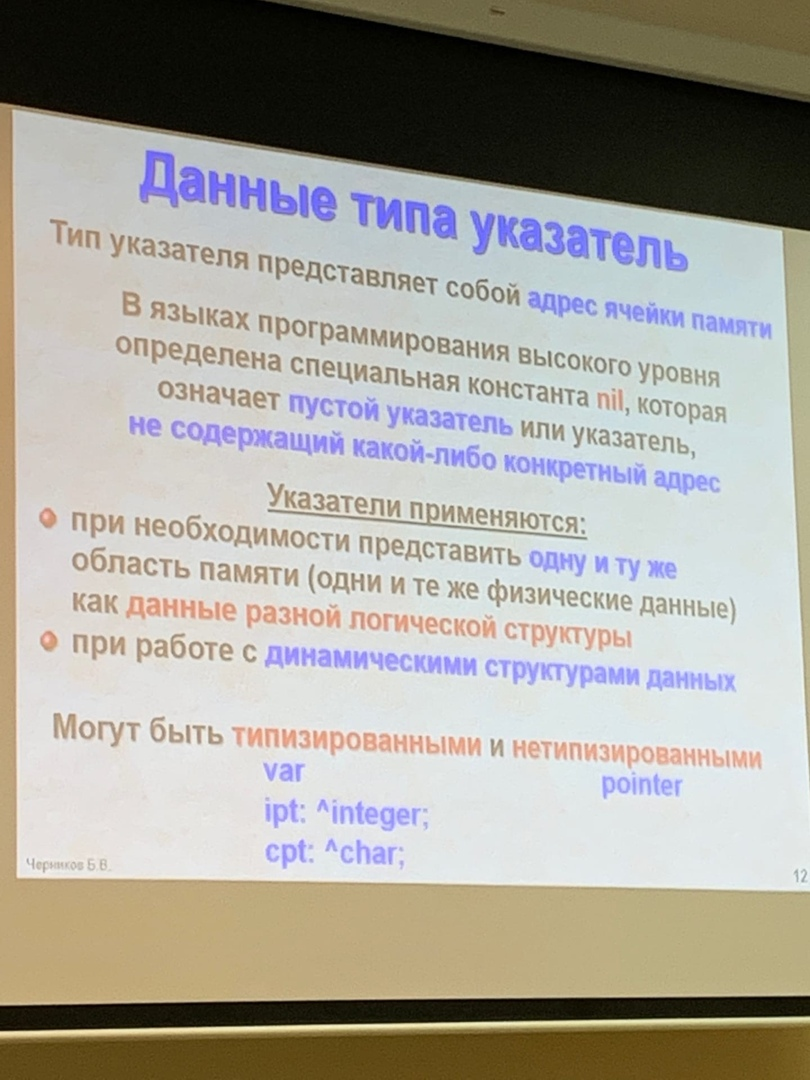 Данные типа указатель
Тип указателя представляет собой адрес ячейки памяти
В языках программирования высокого уровня
определена специальная константа nil, которая
означает пустой указатель или указатель,
не содержащий какой-либо конкретный адрес
Указатели применяются:
при необходимости представить одну и ту же
область памяти (одни и те же физические данные)
как данные разной логической структуры
при работе с динамическими структурами данных
Могут быть типизированными и нетипизированными
var pointer
ipt: ^integer;
cpt: ^char;
Черников Б.В. 12